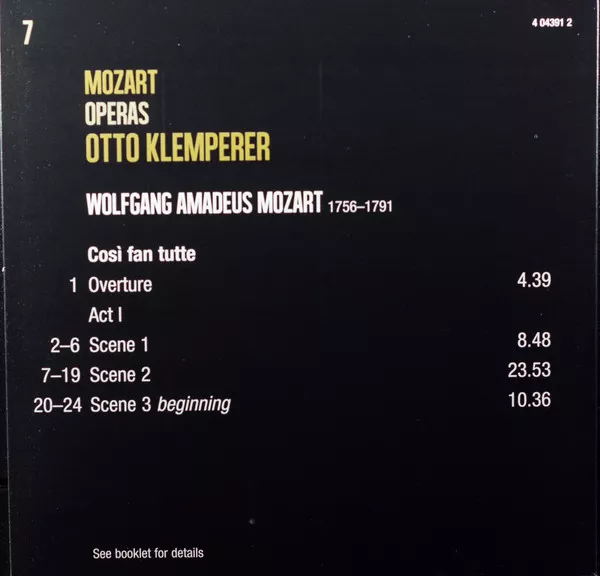 7
4 04391 2
MOZART
OPERAS
OTTO KLEMPERER
WOLFGANG AMADEUS MOZART 1756–1791
Così fan tutte
1 Overture 4.39
Act I
2–6 Scene 1 8.48
7–19 Scene 2 23.53
20–24 Scene 3 beginning 10.36
See booklet for details